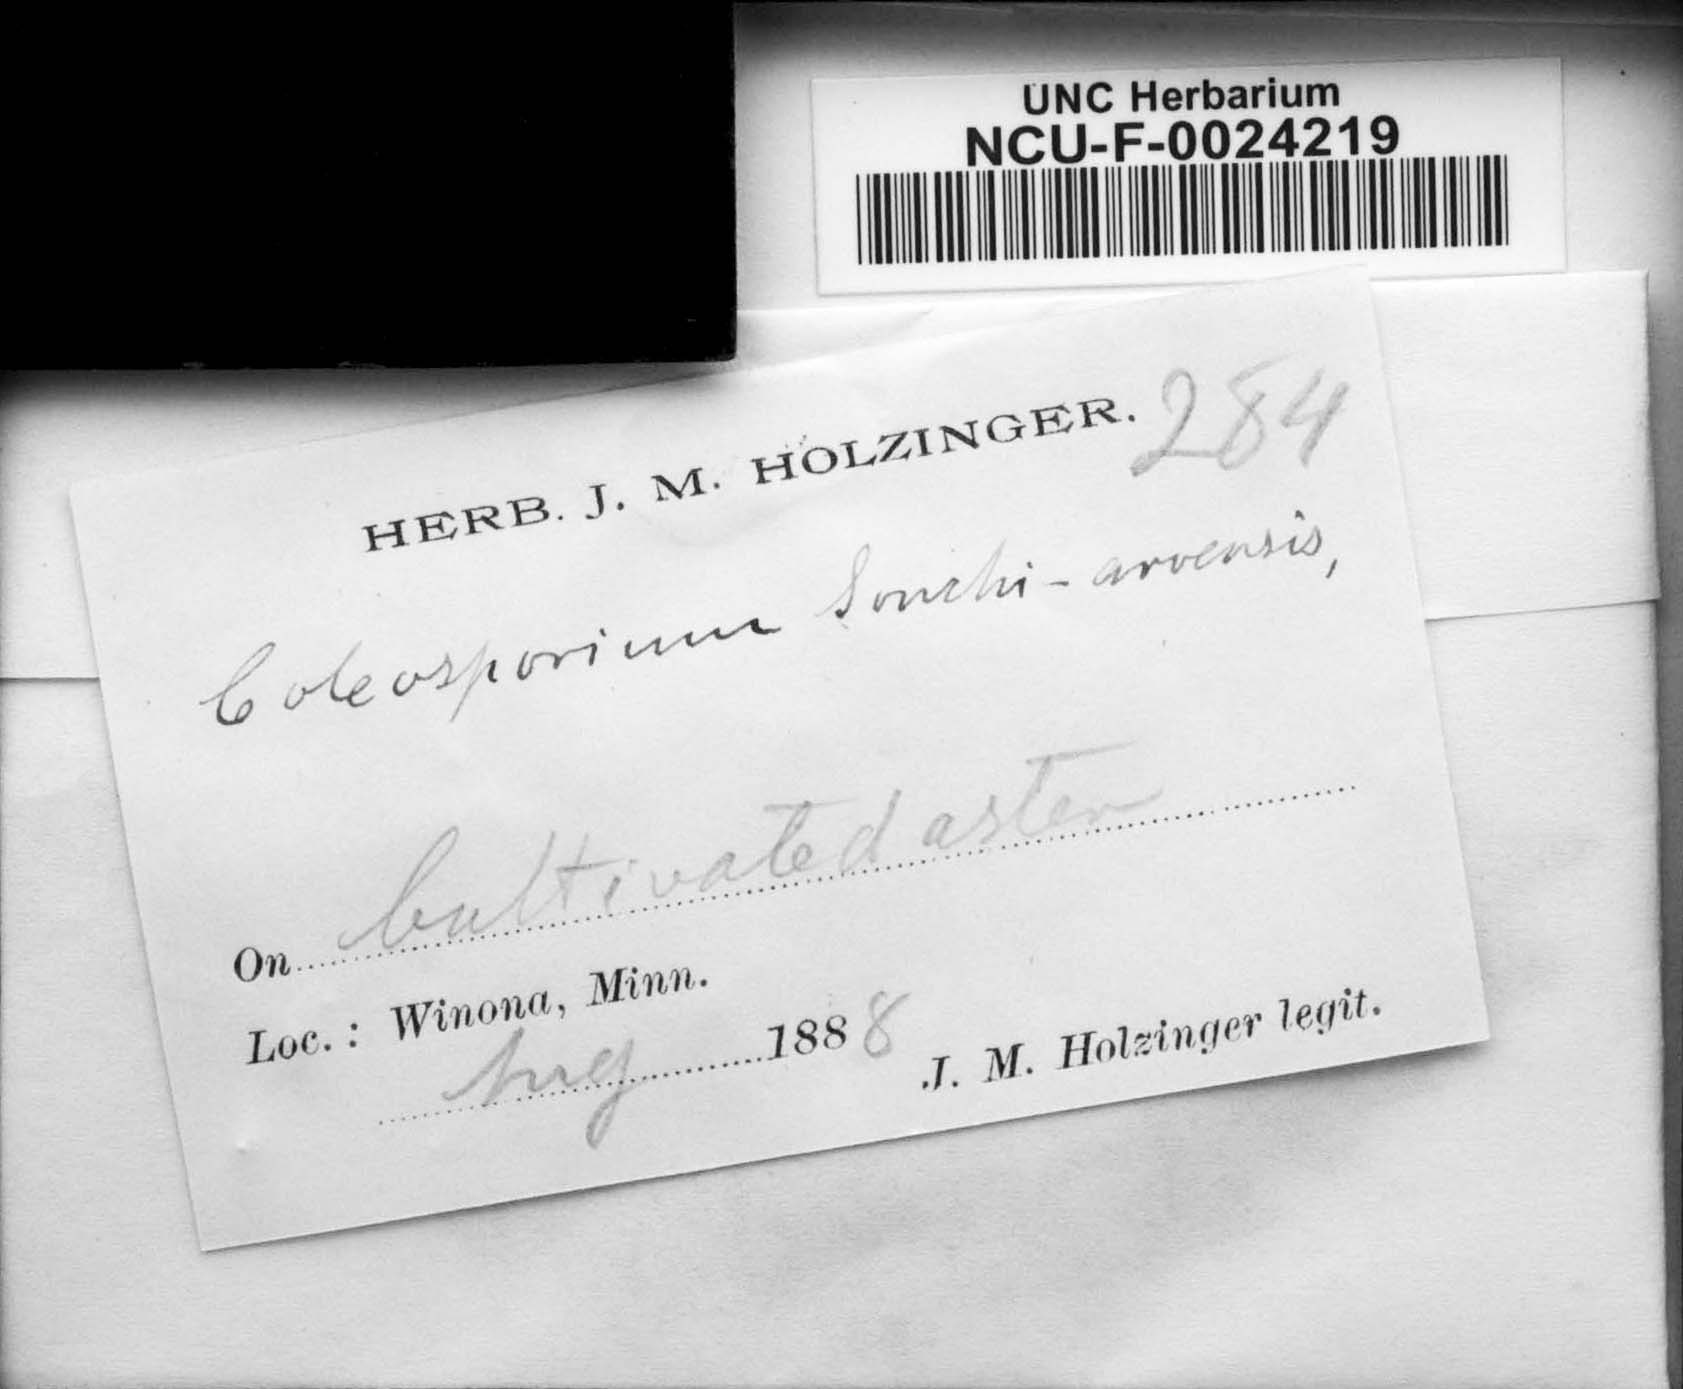 UNC Herbarium
NCU-F-0024219
HERB. J. M. HOLZINGER. 284
Coleosporium Sonchi-arvensis,
On Cultivated aster
Loc.: Winona, Minn.
Aug 1888
J. M. Holzinger legit.